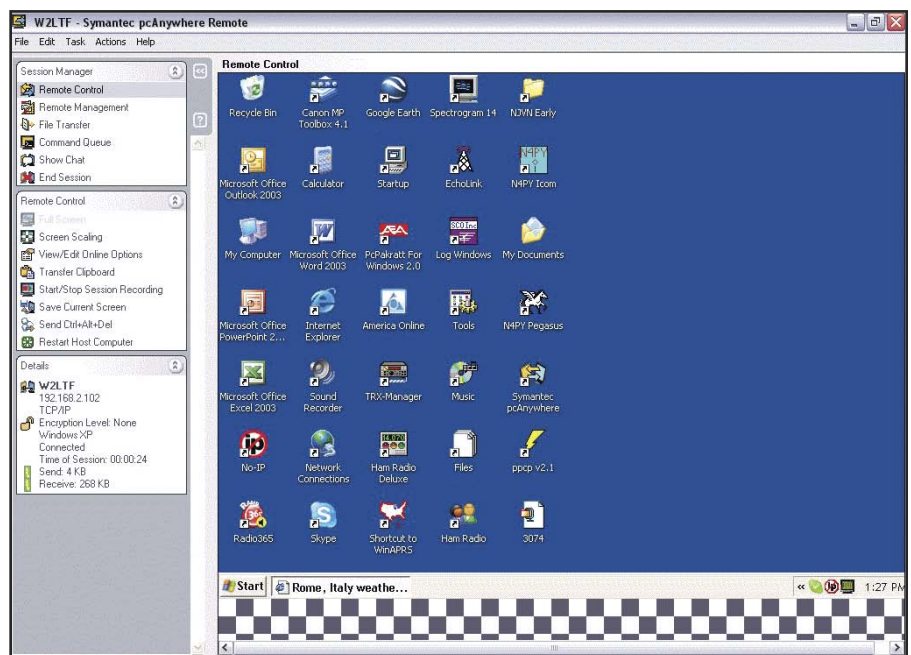 W2LTF - Symantec pcAnywhere Remote
File Edit Task Actions Help
Session Manager
Remote Control
Remote Management
File Transfer
Command Queue
Show Chat
End Session
Remote Control
Full Screen
Screen Scaling
View/Edit Online Options
Transfer Clipboard
Start/Stop Session Recording
Save Current Screen
Send Ctrl+Alt+Del
Restart Host Computer
Details
W2LTF
192.168.2.102
TCP/IP
Encryption Level: None
Windows XP
Connected
Time of Session: 00:00:24
Send: 4 KB
Receive: 268 KB
Remote Control
Recycle Bin
Canon MP
Toolbox 4.1
Google Earth
Spectrogram 14
NJVN Early
Microsoft Office
Outlook 2003
Calculator
Startup
EchoLink
N4PY
N4PY Icom
My Computer
Microsoft Office
Word 2003
AEA
PcPakratt For
Windows 2.0
SCOInc
Log Windows
My Documents
Microsoft Office
PowerPoint 2...
Internet
Explorer
America Online
Tools
N4PY Pegasus
Microsoft Office
Excel 2003
Sound
Recorder
TRX-Manager
Music
Symantec
pcAnywhere
No-IP
Network
Connections
14.070
Ham Radio
Deluxe
Files
ppcp v2.1
Radio365
Skype
Shortcut to
WinAPRS
Ham Radio
3074
Start
Rome, Italy weathe...
1:27 PM